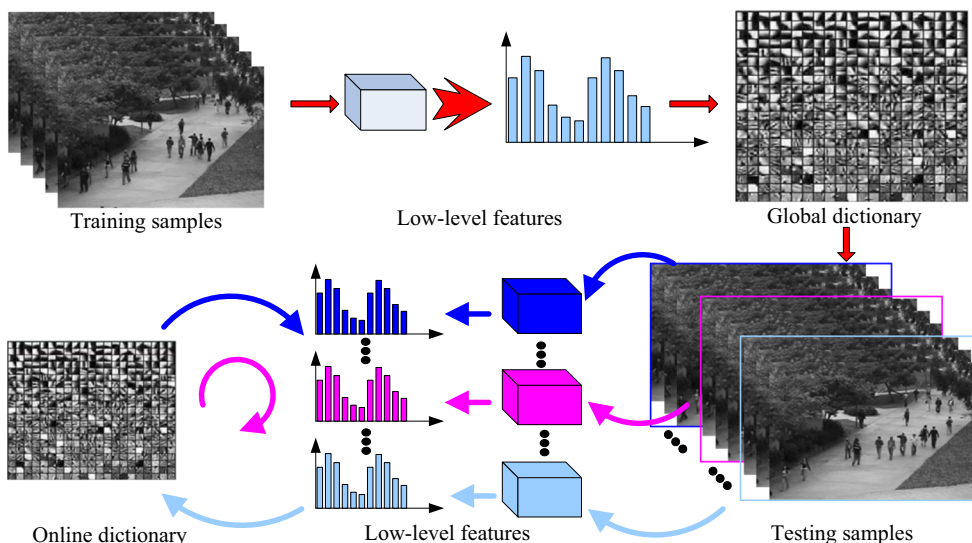 Training samples
Low-level features
Global dictionary
Online dictionary
Low-level features
Testing samples